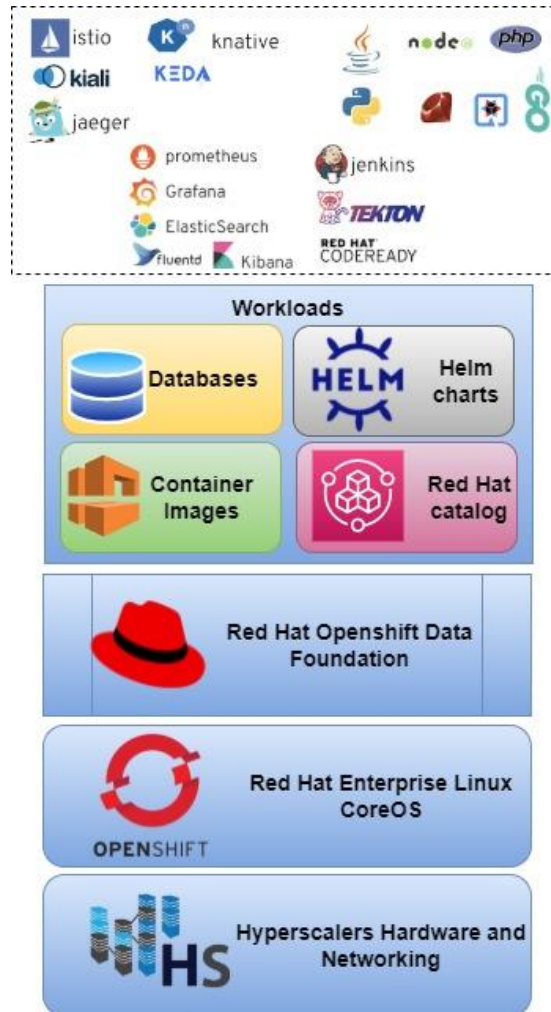 istio
knative
node
php
kiali
KEDA
GO
jaeger
prometheus
jenkins
Grafana
TEKTON
ElasticSearch
RED HAT
CODEREADY
fluentd
Kibana
Workloads
Databases
HELM
Helm
charts
Container
Images
Red Hat
catalog
Red Hat Openshift Data
Foundation
Red Hat Enterprise Linux
CoreOS
OPENSHIFT
Hyperscalers Hardware and
Networking
HS